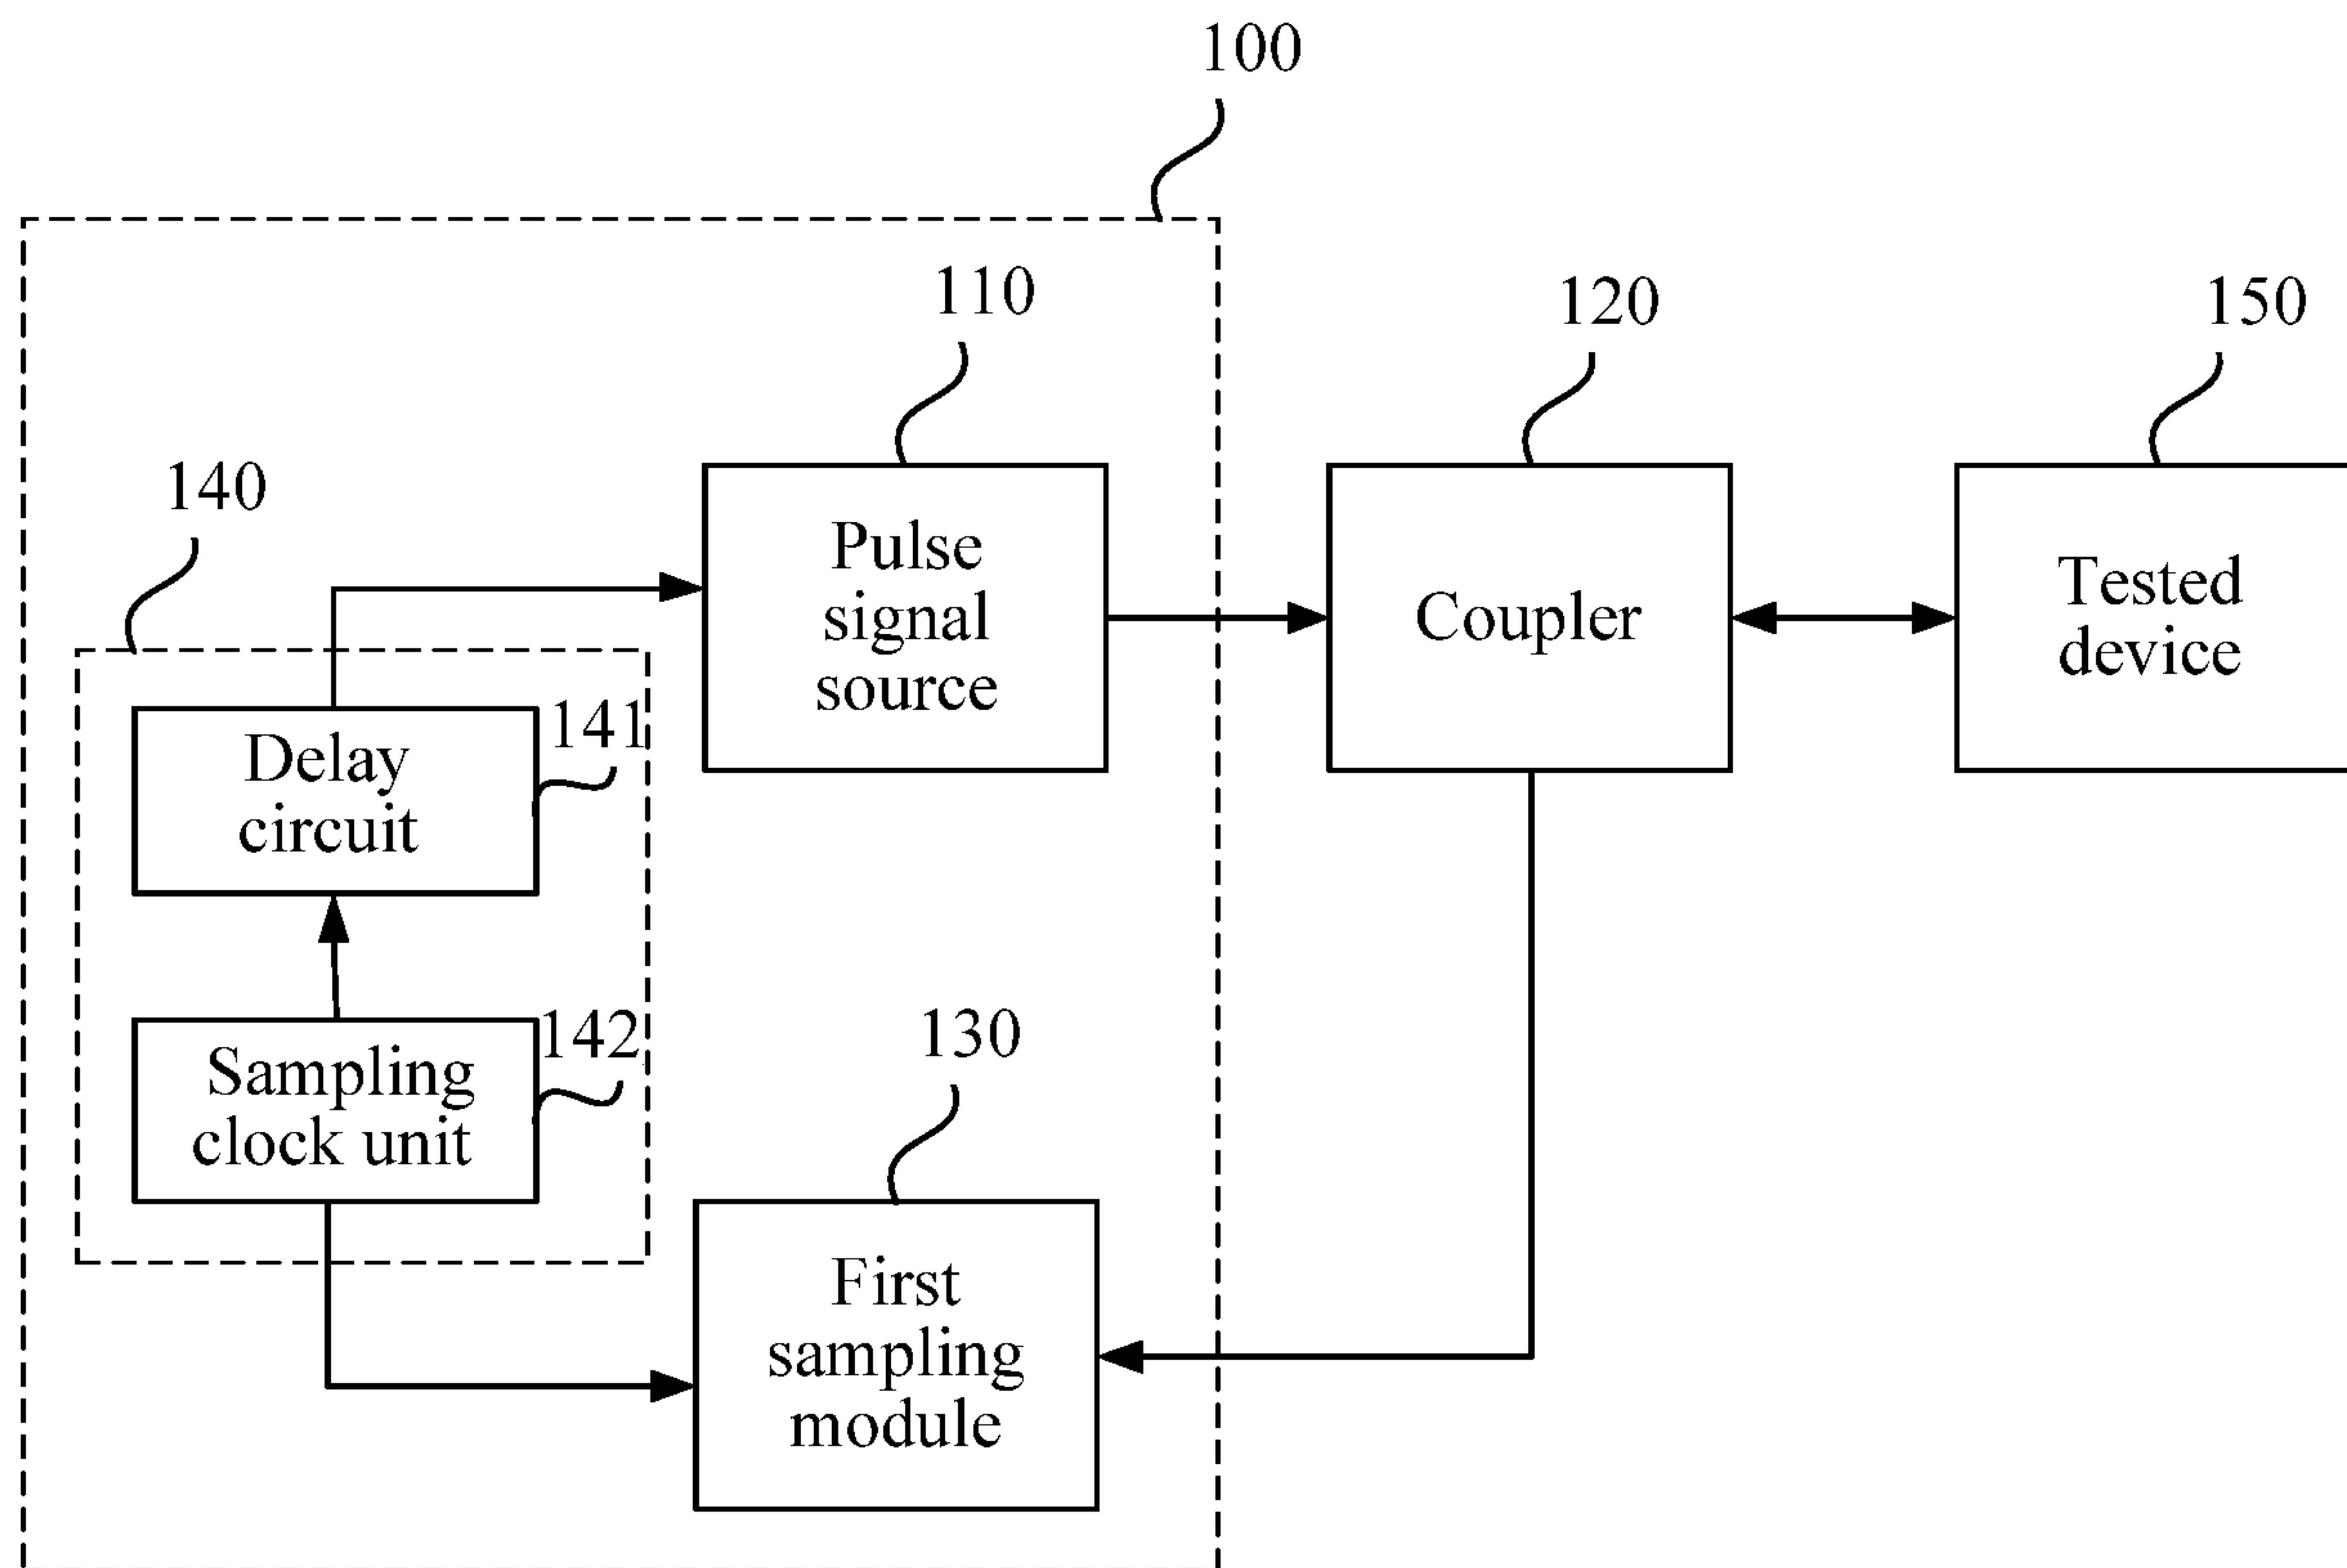 100
110
120
150
140
Pulse
signal
source
Coupler
Tested
device
141
Delay
circuit
142
Sampling
clock unit
130
First
sampling
module